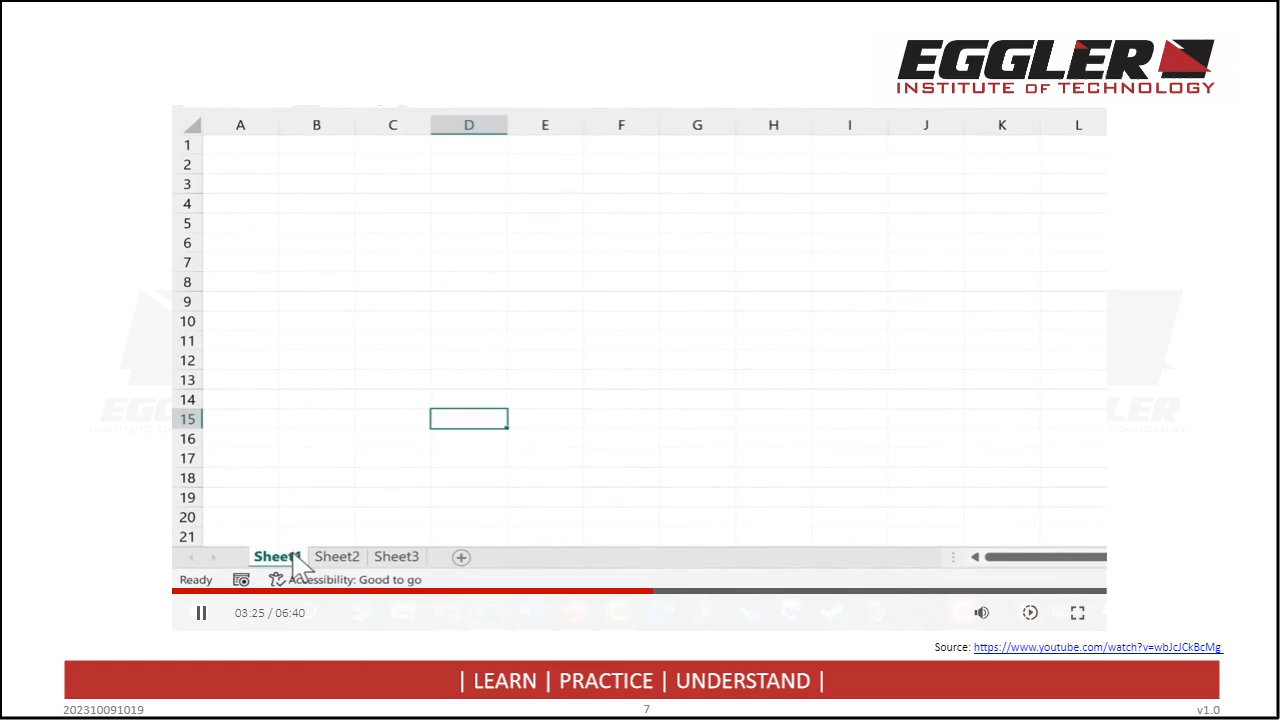 EGGLER
INSTITUTE OF TECHNOLOGY
A B C D E F G H I J K L
1
2
3
4
5
6
7
8
9
10
11
12
13
14
15
16
17
18
19
20
21
Sheet1 Sheet2 Sheet3
Ready Accessibility: Good to go
03:25 / 06:40
Source: https://www.youtube.com/watch?v=wbJcJCkBcMg
| LEARN | PRACTICE | UNDERSTAND |
202310091019 7 v1.0